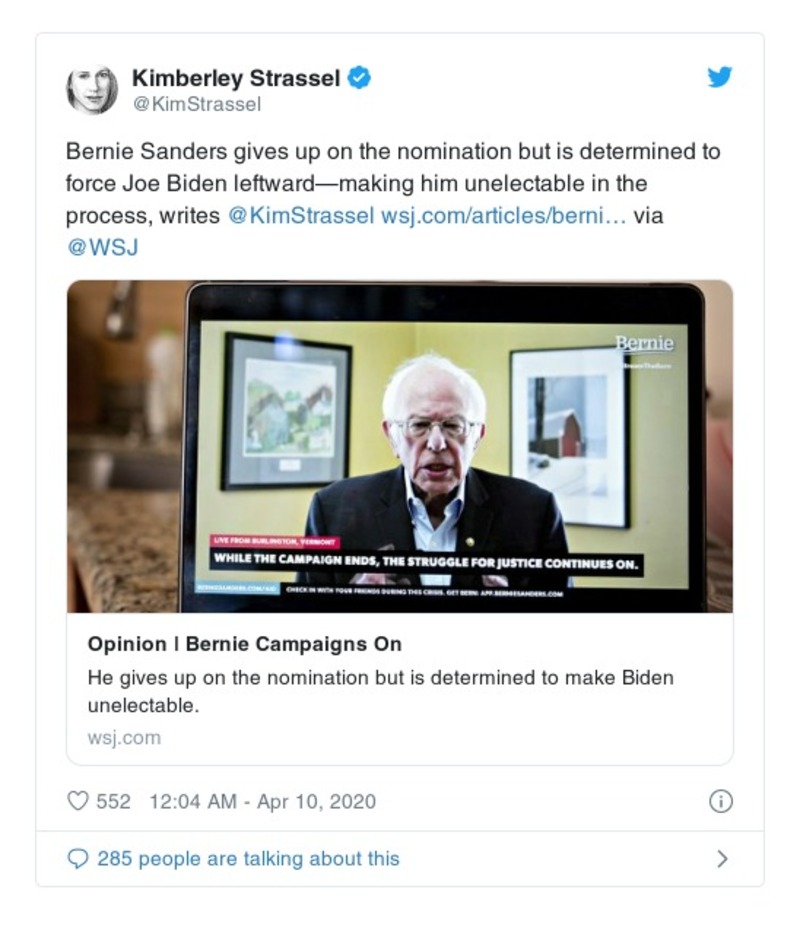 Kimberley Strassel
@KimStrassel
Bernie Sanders gives up on the nomination but is determined to
force Joe Biden leftward—making him unelectable in the
process, writes @KimStrassel wsj.com/articles/berni… via
@WSJ
Bernie
LIVE FROM BURLINGTON, VERMONT
WHILE THE CAMPAIGN ENDS, THE STRUGGLE FOR JUSTICE CONTINUES ON.
CHECK IN WITH YOUR FRIENDS DURING THIS CRISIS. GET BERN: APP.BERNIESANDERS.COM
Opinion | Bernie Campaigns On
He gives up on the nomination but is determined to make Biden
unelectable.
wsj.com
552 12:04 AM - Apr 10, 2020
285 people are talking about this